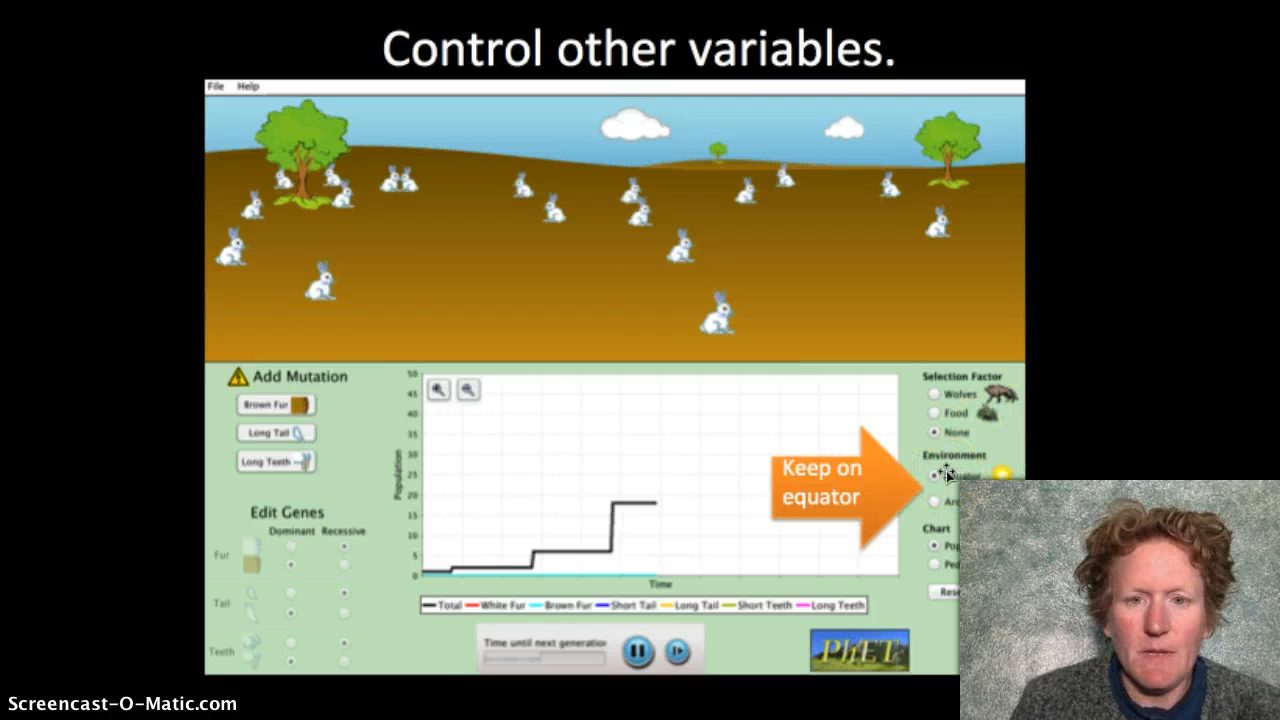 Control other variables.
File Help
Add Mutation
Brown Fur
Long Tail
Long Teeth
Edit Genes
Dominant Recessive
Fur
Tail
Teeth
50
45
40
35
30
25
20
15
10
5
0
Population
Time
Total White Fur Brown Fur Short Tail Long Tail Short Teeth Long Teeth
Time until next generation
PhET
Selection Factor
Wolves
Food
None
Environment
Keep on
equator
Chart
Screencast-O-Matic.com